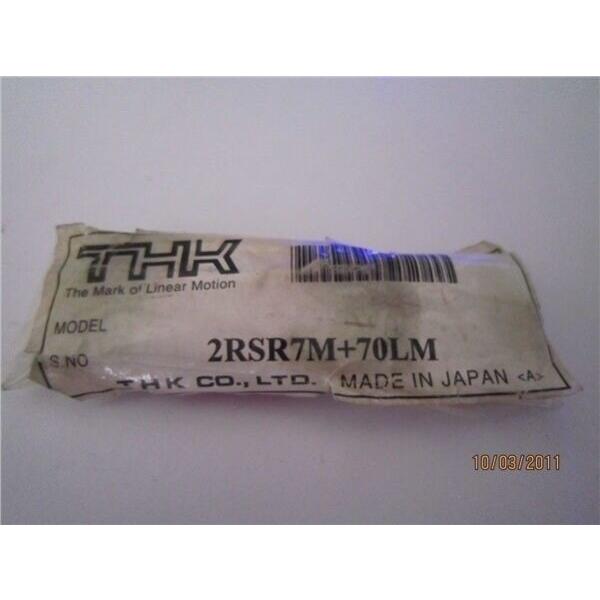 THK
The Mark of Linear Motion
MODEL
2RSR7M+70LM
S.NO
THK CO., LTD. MADE IN JAPAN <A>
10/03/2011